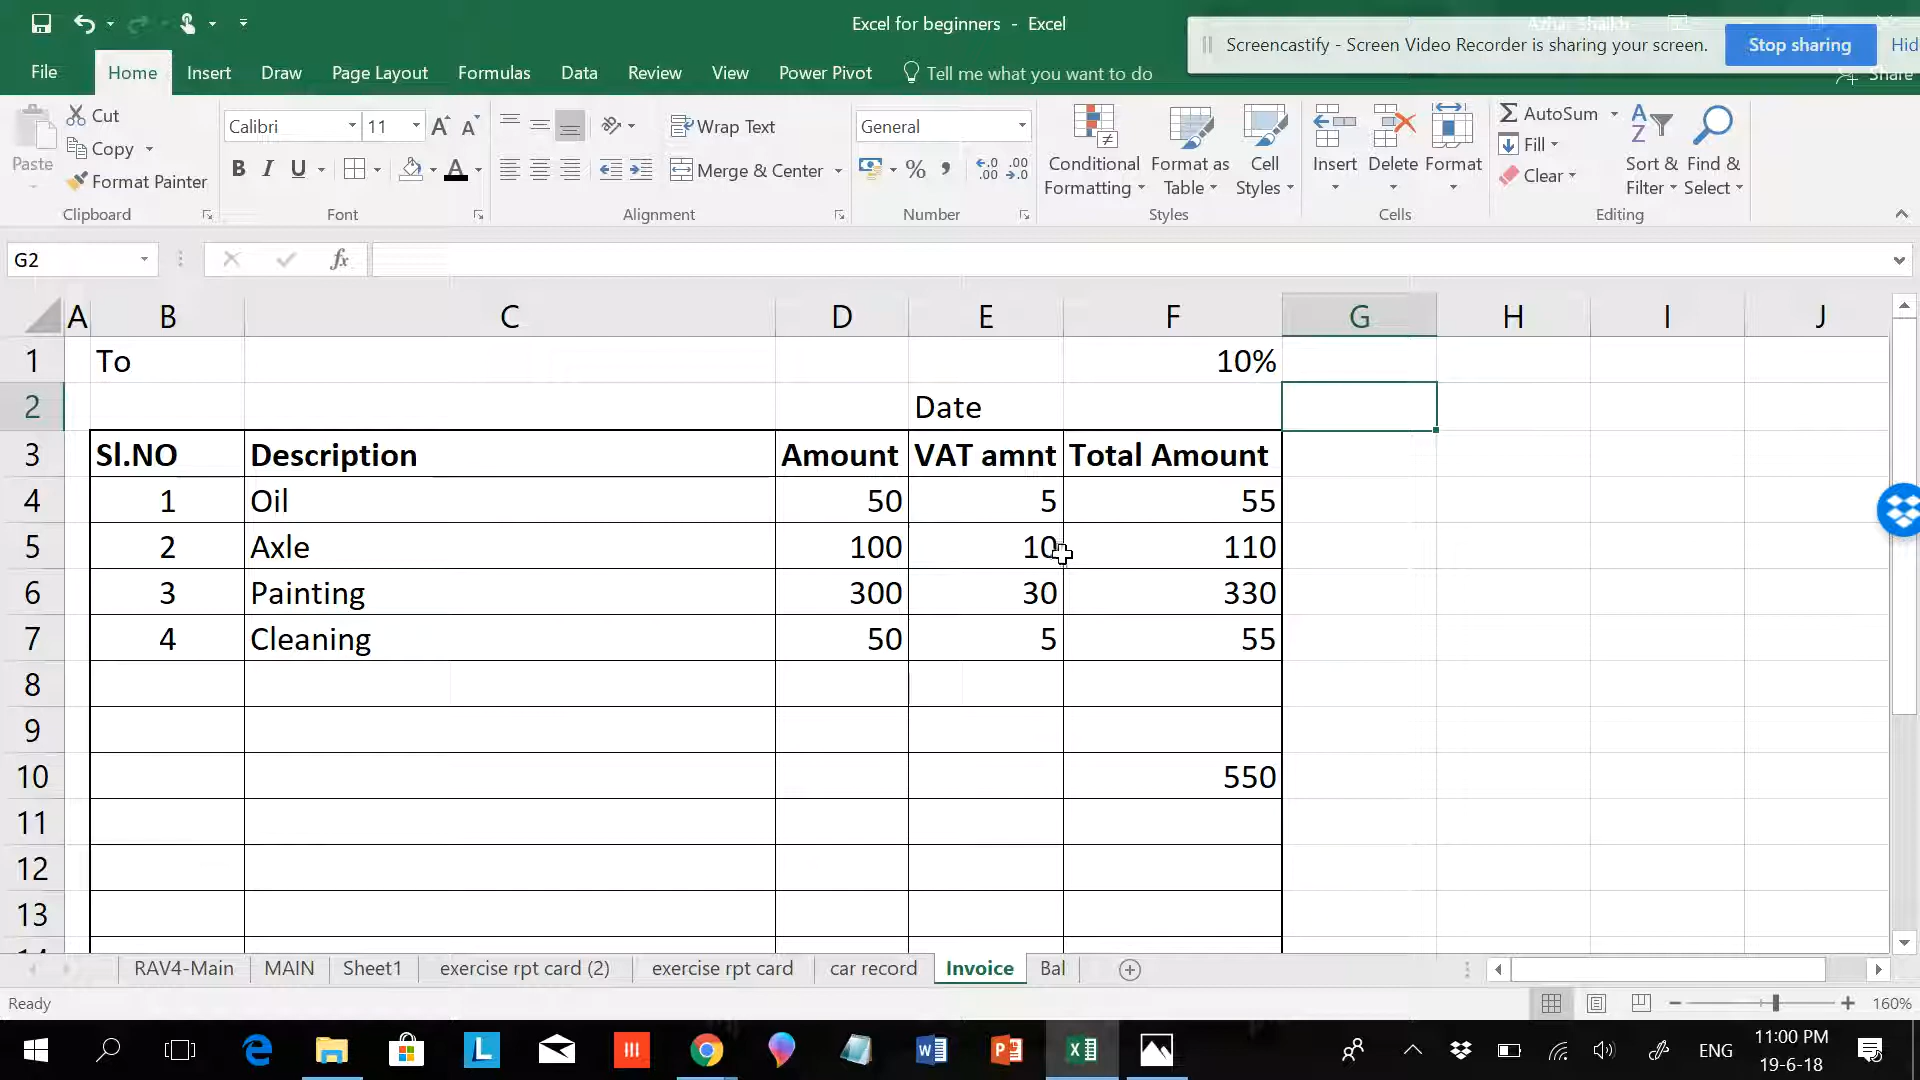 Excel for beginners - Excel
Screencastify - Screen Video Recorder is sharing your screen.
Stop sharing
Hid
File Home Insert Draw Page Layout Formulas Data Review View Power Pivot Tell me what you want to do
Share
Paste
Cut
Copy
Format Painter
Clipboard
Calibri 11
B I U
Font
Wrap Text
Merge & Center
Alignment
General
Number
Conditional Formatting
Format as Table
Cell Styles
Styles
Insert Delete Format
Cells
AutoSum
Fill
Clear
Sort & Filter
Find & Select
Editing
G2 fx
A B C D E F G H I J
1 To 10%
2 Date
3 Sl.NO Description Amount VAT amnt Total Amount
4 1 Oil 50 5 55
5 2 Axle 100 10 110
6 3 Painting 300 30 330
7 4 Cleaning 50 5 55
8
9
10 550
11
12
13
RAV4-Main MAIN Sheet1 exercise rpt card (2) exercise rpt card car record Invoice Bal
Ready 160%
ENG
11:00 PM
19-6-18